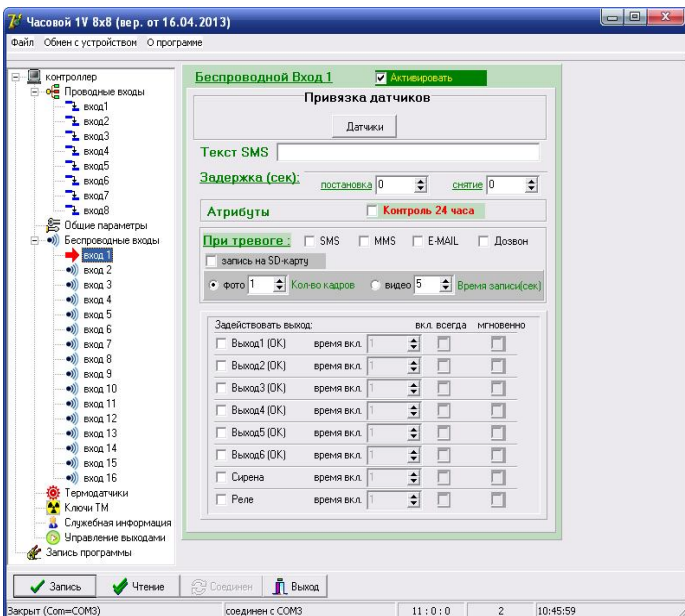 Часовой 1V 8x8 (вер. от 16.04.2013)
Файл Обмен с устройством О програме
контроллер
Проводные входы
вход1
вход2
вход3
вход4
вход5
вход6
вход7
вход8
Общие параметры
Беспроводные входы
вход 1
вход 2
вход 3
вход 4
вход 5
вход 6
вход 7
вход 8
вход 9
вход 10
вход 11
вход 12
вход 13
вход 14
вход 15
вход 16
Термодатчики
Ключи ТМ
Служебная информация
Управление выходами
Запись программы
Беспроводной Вход 1 Активировать
Привязка датчиков
Датчики
Текст SMS
Задержка (сек): постановка 0 снятие 0
Атрибуты Контроль 24 часа
При тревоге : SMS MMS E-MAIL Дозвон
запись на SD-карту
фото 1 Кол-во кадров видео 5 Время записи(сек)
Задействовать выход: вкл. всегда мгновенно
Выход1 (ОК) время вкл. 1
Выход2 (ОК) время вкл. 1
Выход3 (ОК) время вкл. 1
Выход4 (ОК) время вкл. 1
Выход5 (ОК) время вкл. 1
Выход6 (ОК) время вкл. 1
Сирена время вкл. 1
Реле время вкл. 1
Запись Чтение Соединен Выход
Закрыт (Com=COM3) соединен с COM3 11 : 0 : 0 2 10:45:59